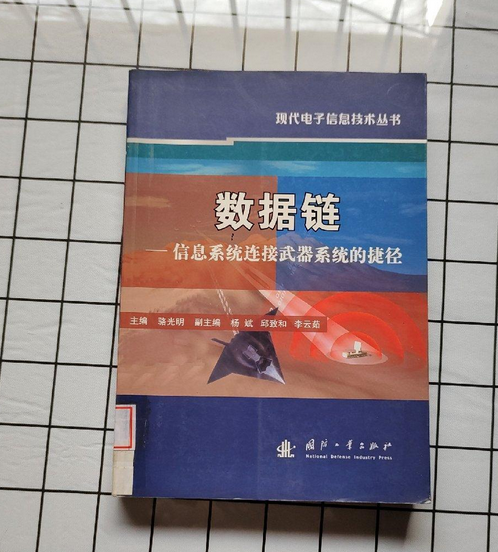 现代电子信息技术丛书
数据链
——信息系统连接武器系统的捷径
主编 骆光明 副主编 杨斌 邱致和 李云茹
国防工业出版社
National Defense Industry Press